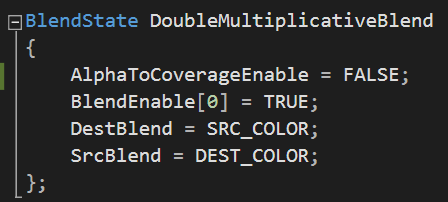 BlendState DoubleMultiplicativeBlend
{
AlphaToCoverageEnable = FALSE;
BlendEnable[0] = TRUE;
DestBlend = SRC_COLOR;
SrcBlend = DEST_COLOR;
};